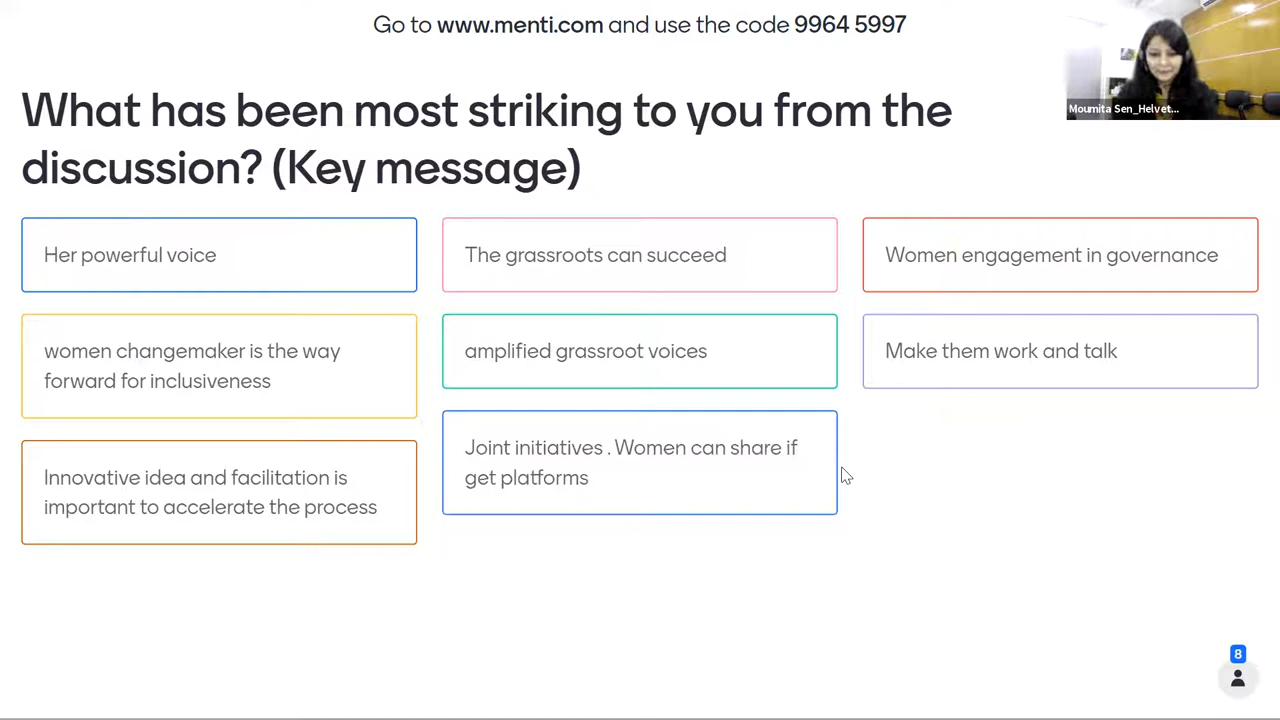 Go to www.menti.com and use the code 9964 5997
Moumita Sen_Helvet...
What has been most striking to you from the
discussion? (Key message)
Her powerful voice
The grassroots can succeed
Women engagement in governance
women changemaker is the way
forward for inclusiveness
amplified grassroot voices
Make them work and talk
Innovative idea and facilitation is
important to accelerate the process
Joint initiatives . Women can share if
get platforms
8